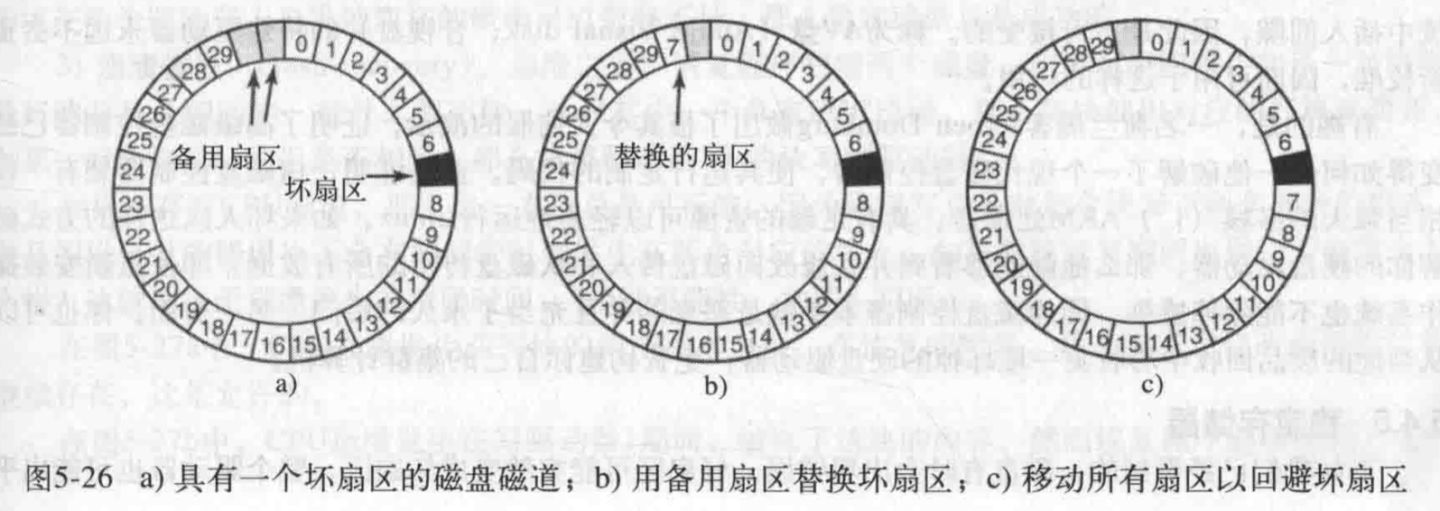 0 1 2 3 4 5 6 8 9 10 11 12 13 14 15 16 17 18 19 20 21 22 23 24 25 26 27 28 29
备用扇区
坏扇区
a)
0 1 2 3 4 5 6 8 9 10 11 12 13 14 15 16 17 18 19 20 21 22 23 24 25 26 27 28 29 7
替换的扇区
b)
0 1 2 3 4 5 6 7 8 9 10 11 12 13 14 15 16 17 18 19 20 21 22 23 24 25 26 27 28 29
c)
图5-26 a) 具有一个坏扇区的磁盘磁道；b) 用备用扇区替换坏扇区；c) 移动所有扇区以回避坏扇区